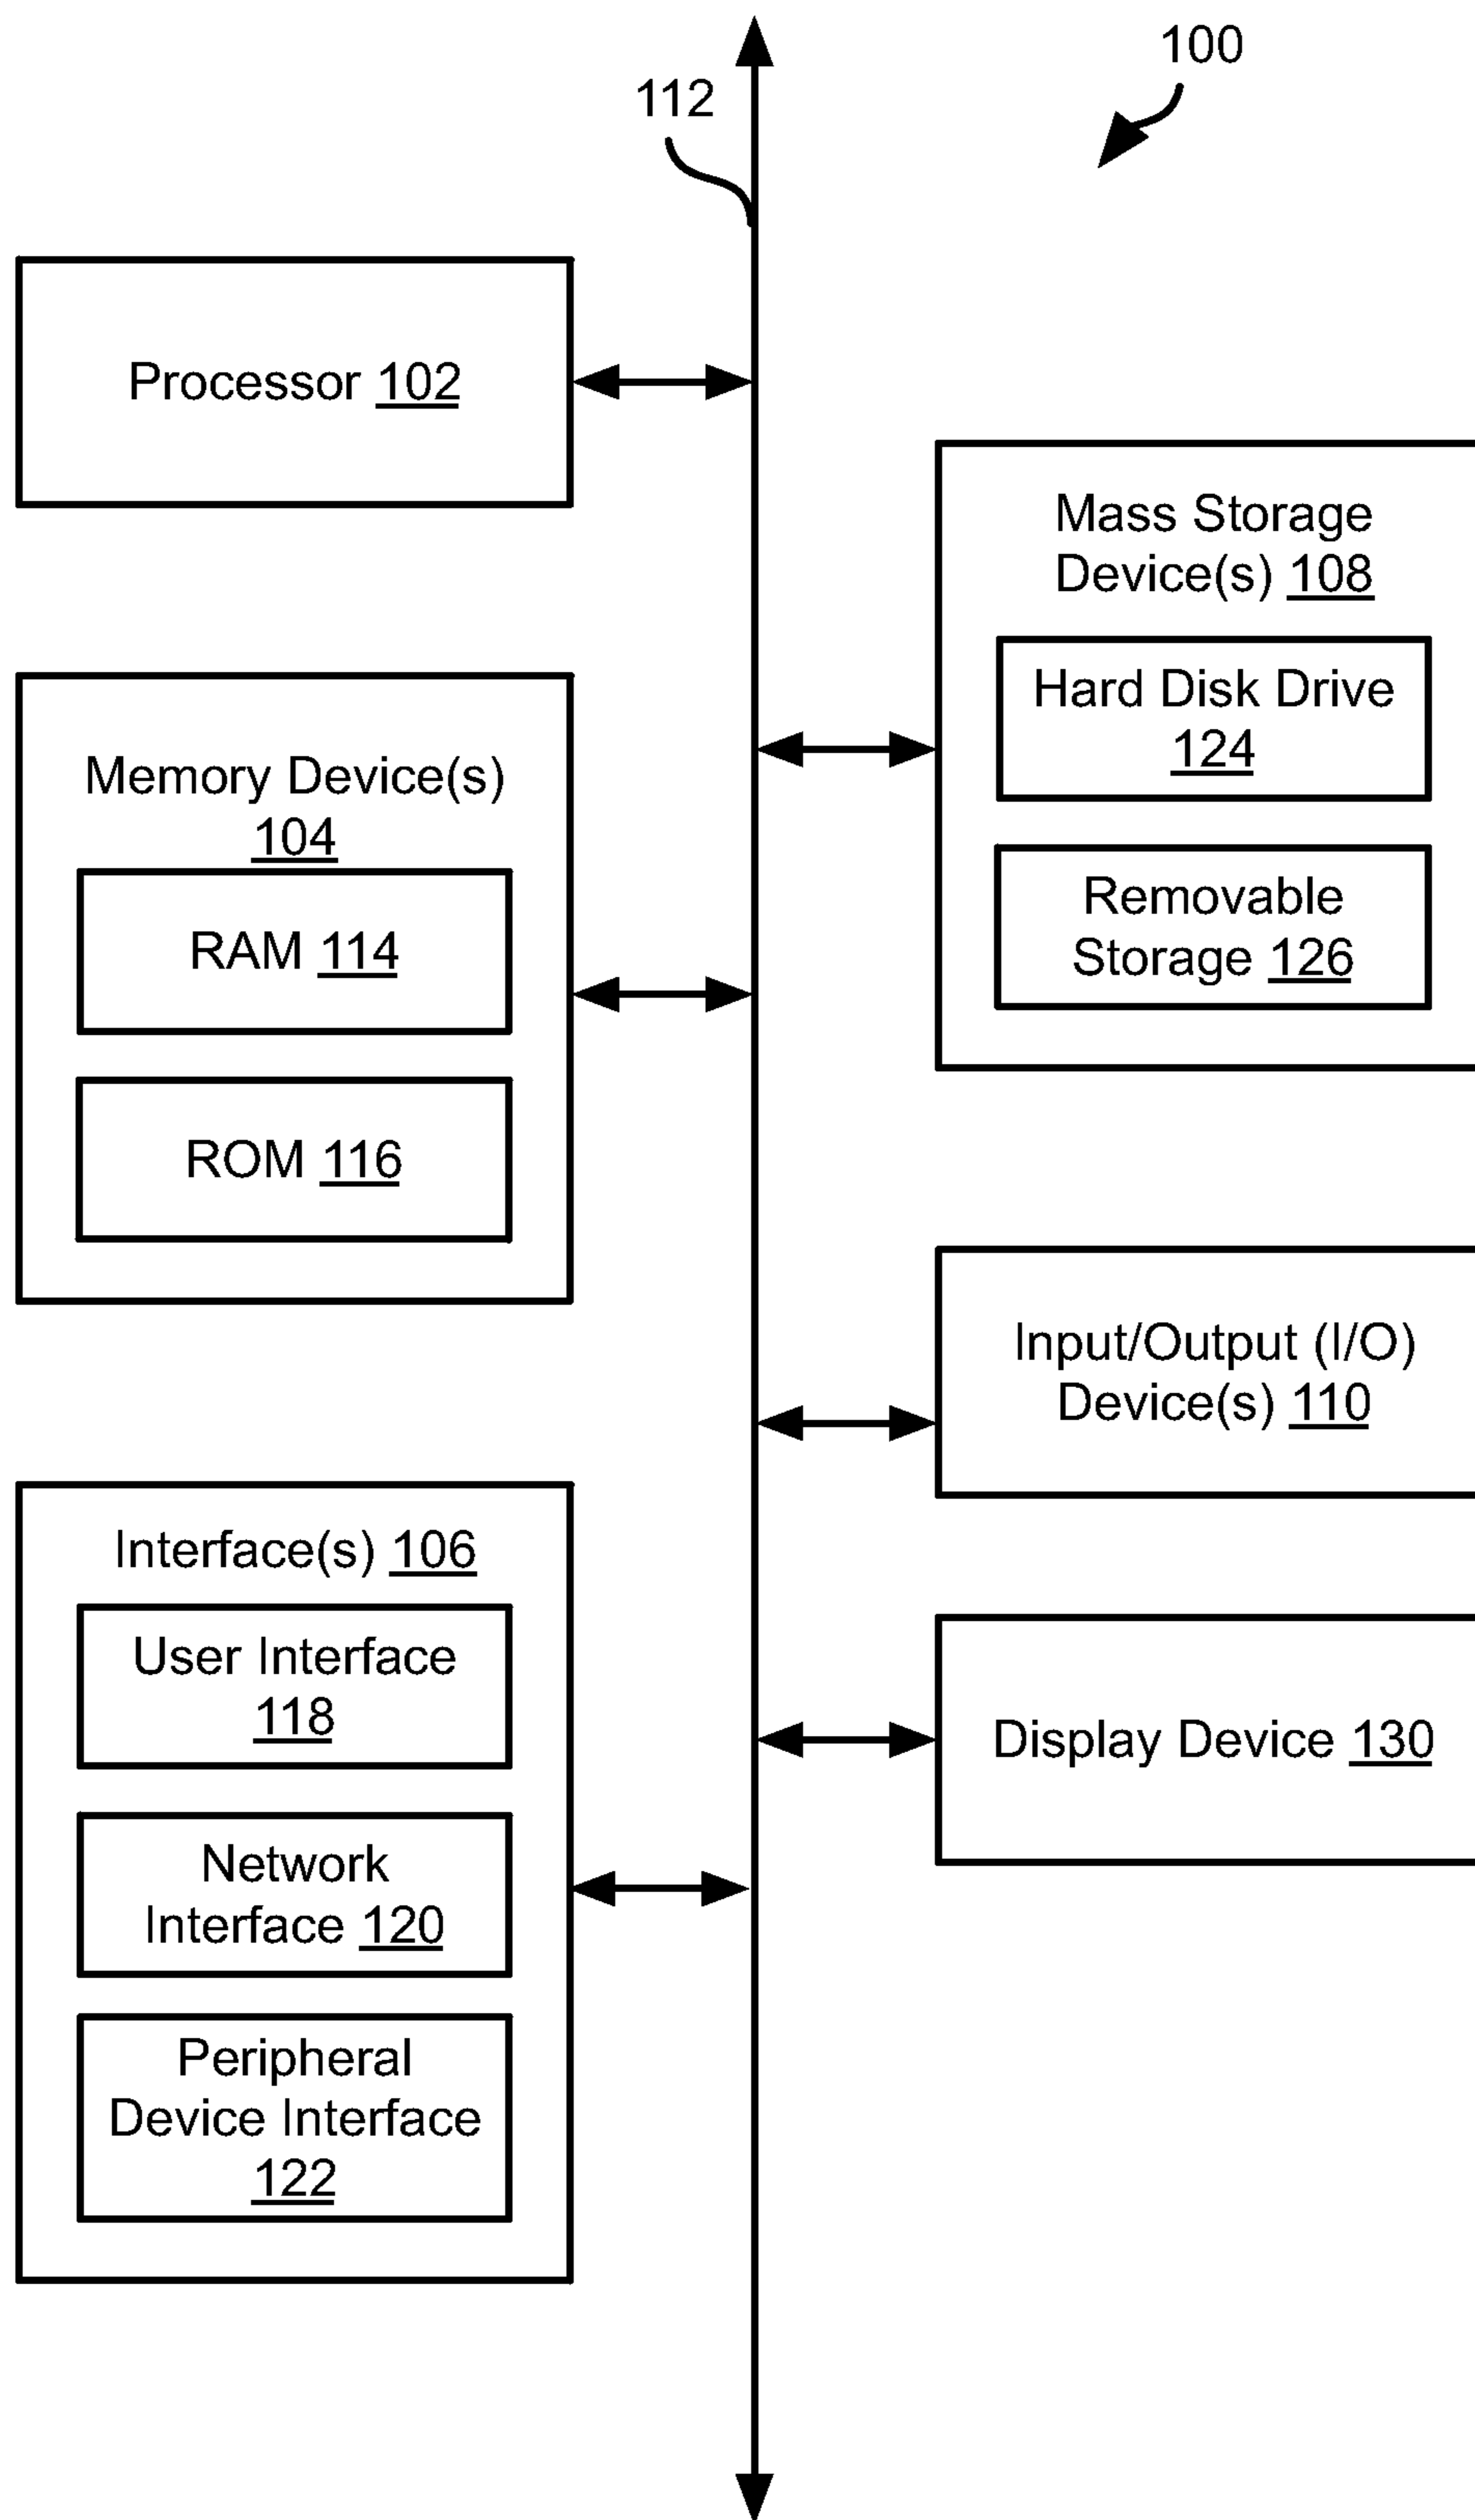 100
112
Processor 102
Mass Storage
Device(s) 108
Hard Disk Drive
124
Removable
Storage 126
Memory Device(s)
104
RAM 114
ROM 116
Input/Output (I/O)
Device(s) 110
Interface(s) 106
User Interface
118
Network
Interface 120
Peripheral
Device Interface
122
Display Device 130